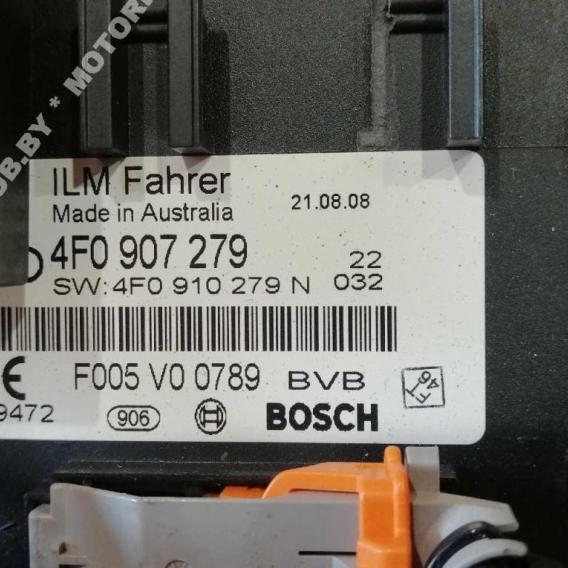 ILM Fahrer
Made in Australia 21.08.08
4F0 907 279 22
SW: 4F0 910 279 N 032
F005 V0 0789 BVB
9472 906 BOSCH